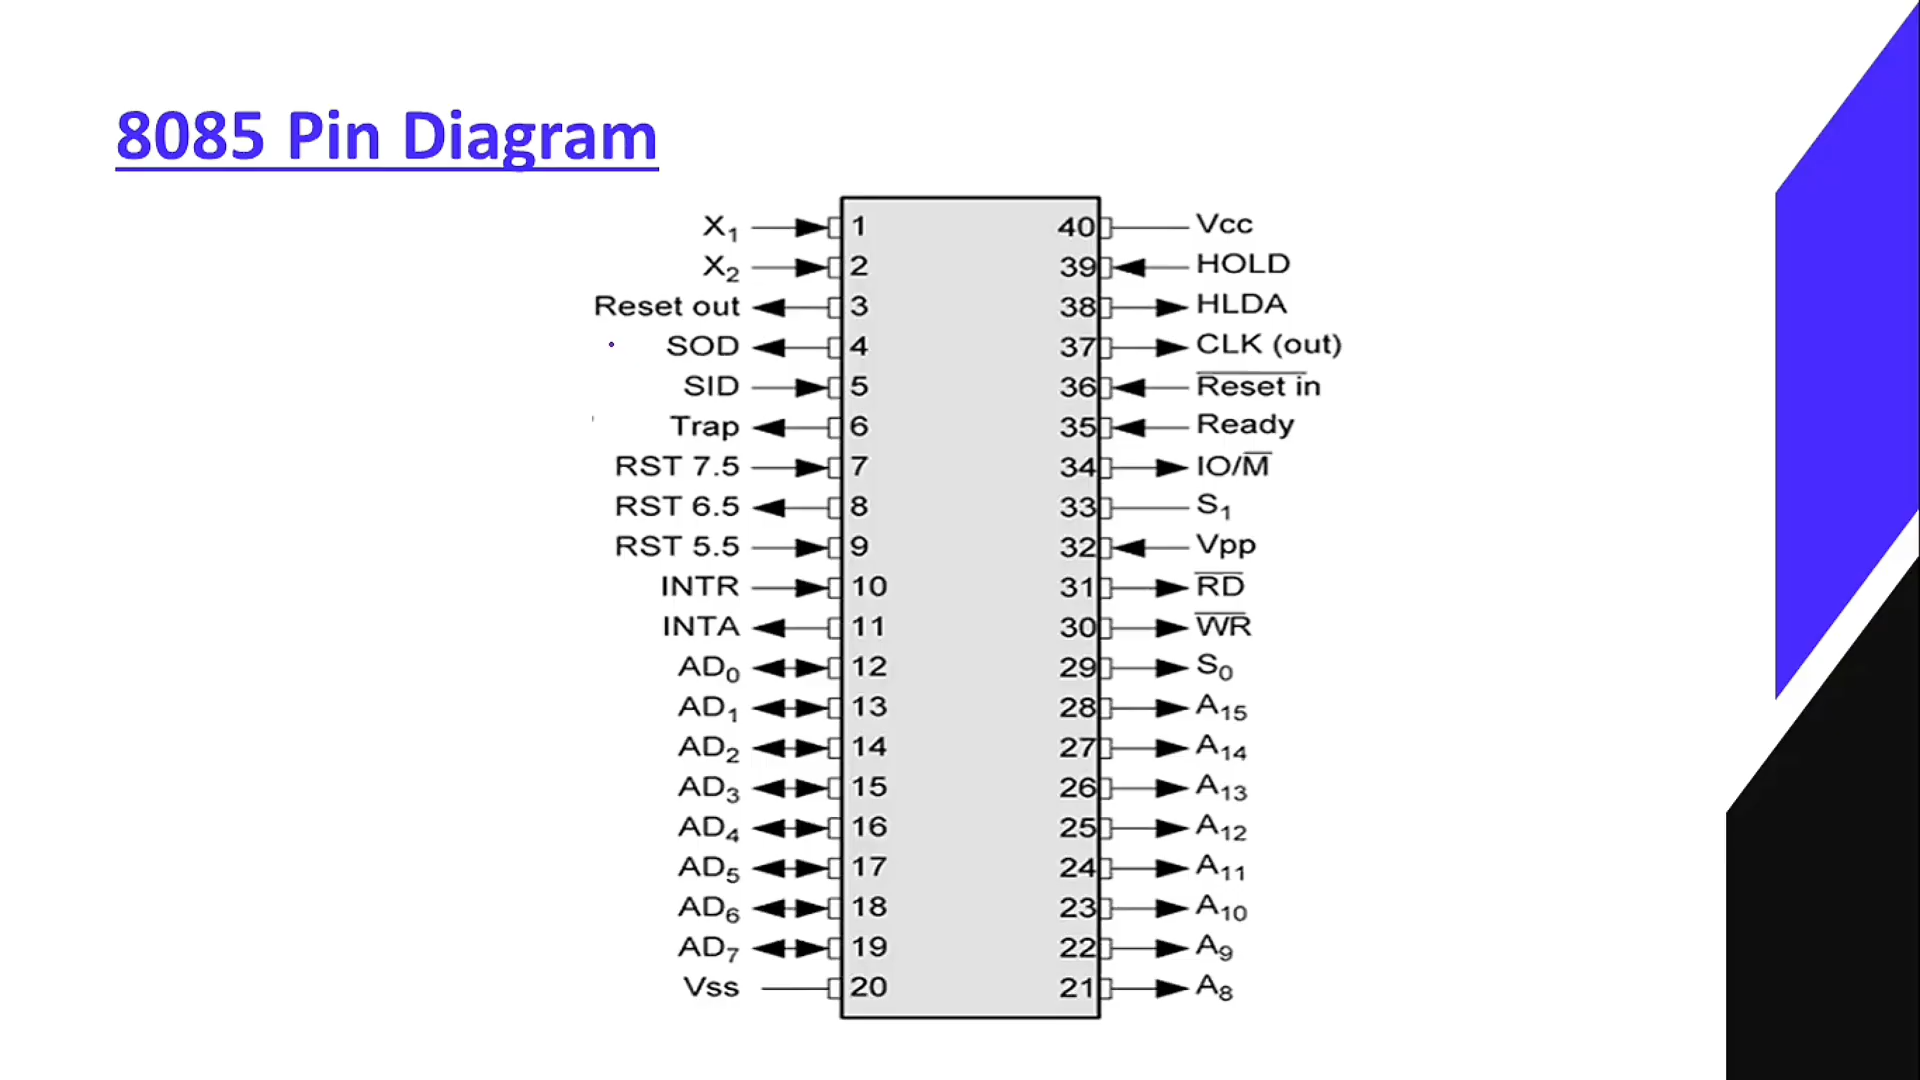 8085 Pin Diagram
X₁ 1 40 Vcc
X₂ 2 39 HOLD
Reset out 3 38 HLDA
SOD 4 37 CLK (out)
SID 5 36 R̅e̅s̅e̅t̅ i̅n
Trap 6 35 Ready
RST 7.5 7 34 IO/M̅
RST 6.5 8 33 S₁
RST 5.5 9 32 Vpp
INTR 10 31 R̅D̅
INTA 11 30 W̅R̅
AD₀ 12 29 S₀
AD₁ 13 28 A₁₅
AD₂ 14 27 A₁₄
AD₃ 15 26 A₁₃
AD₄ 16 25 A₁₂
AD₅ 17 24 A₁₁
AD₆ 18 23 A₁₀
AD₇ 19 22 A₉
Vss 20 21 A₈